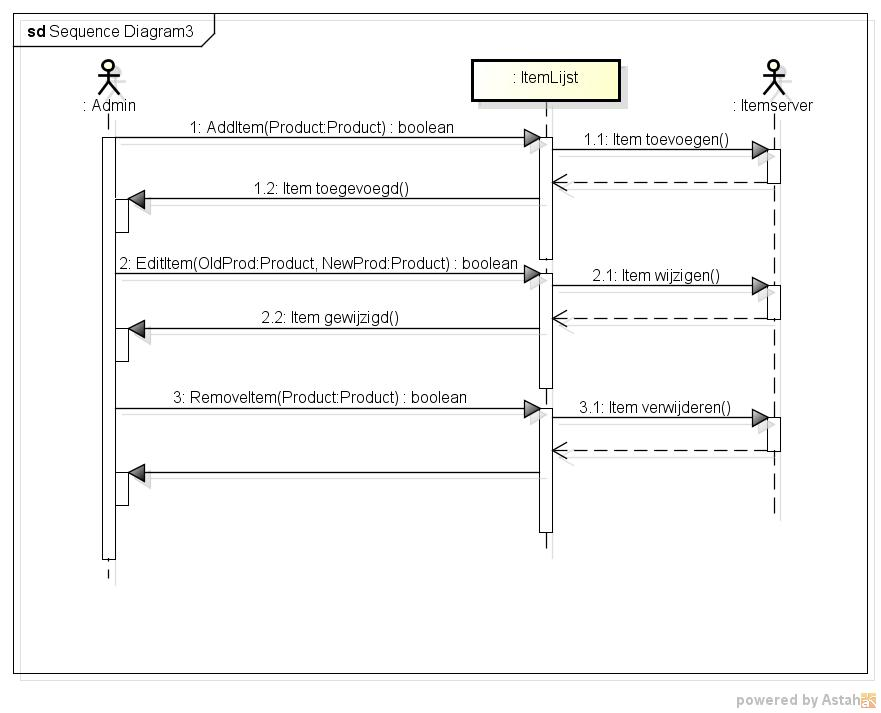 sd Sequence Diagram3
: Admin
: ItemLijst
: Itemserver
1: AddItem(Product:Product) : boolean
1.1: Item toevoegen()
1.2: Item toegevoegd()
2: EditItem(OldProd:Product, NewProd:Product) : boolean
2.1: Item wijzigen()
2.2: Item gewijzigd()
3: RemoveItem(Product:Product) : boolean
3.1: Item verwijderen()
powered by Astah